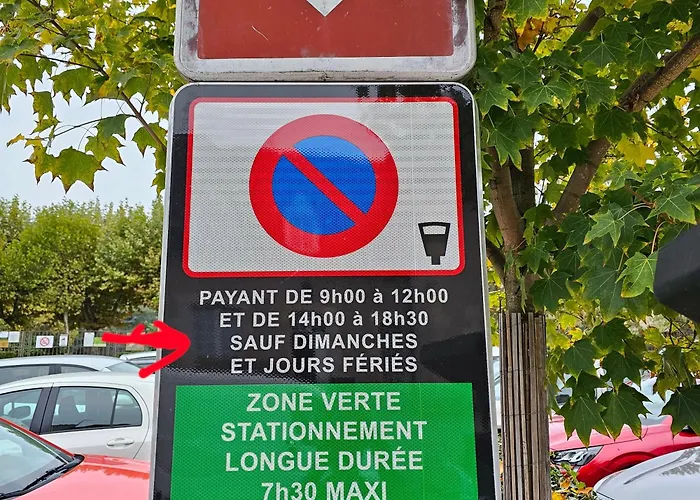 PAYANT DE 9h00 à 12h00
ET DE 14h00 à 18h30
SAUF DIMANCHES
ET JOURS FÉRIÉS
ZONE VERTE
STATIONNEMENT
LONGUE DURÉE
7h30 MAXI